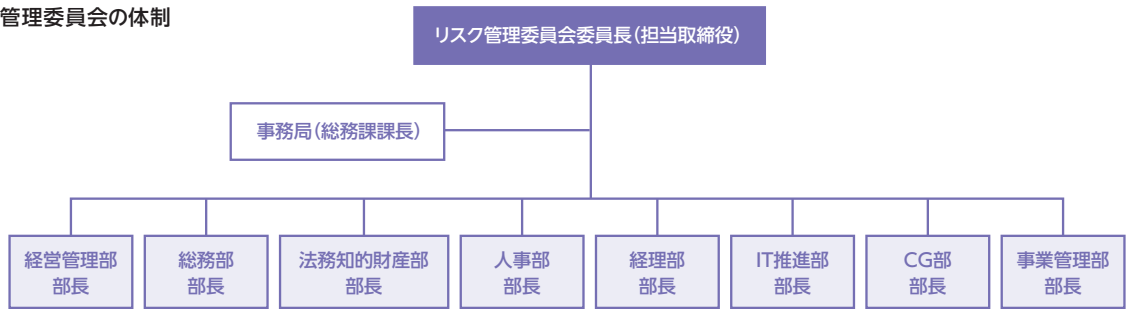 管理委員会の体制
リスク管理委員会委員長(担当取締役)
事務局(総務課課長)
経営管理部
部長
総務部
部長
法務知的財産部
部長
人事部
部長
経理部
部長
IT推進部
部長
CG部
部長
事業管理部
部長